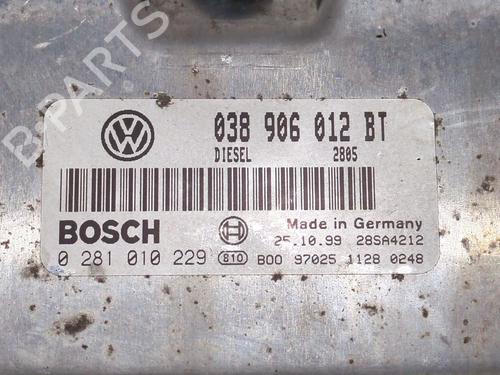 B-PARTS
038 906 012 BT
DIESEL 2805
BOSCH
Made in Germany
25.10.99 28SA4212
0 281 010 229 810 B00 97025 1128 0248